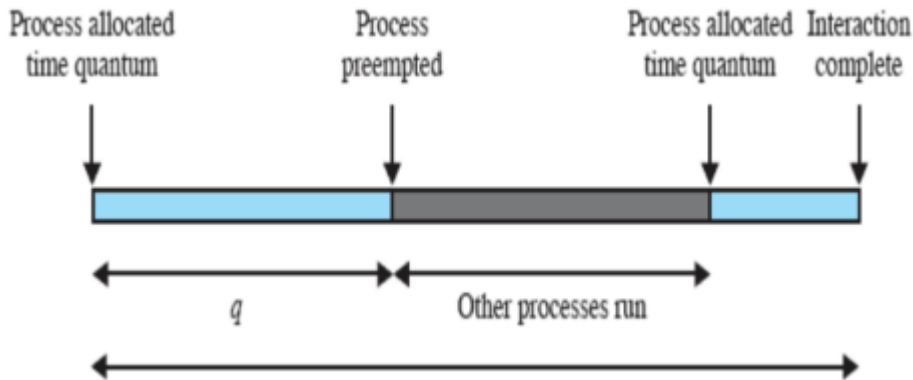 Process allocated
time quantum
Process
preempted
Process allocated
time quantum
Interaction
complete
q
Other processes run